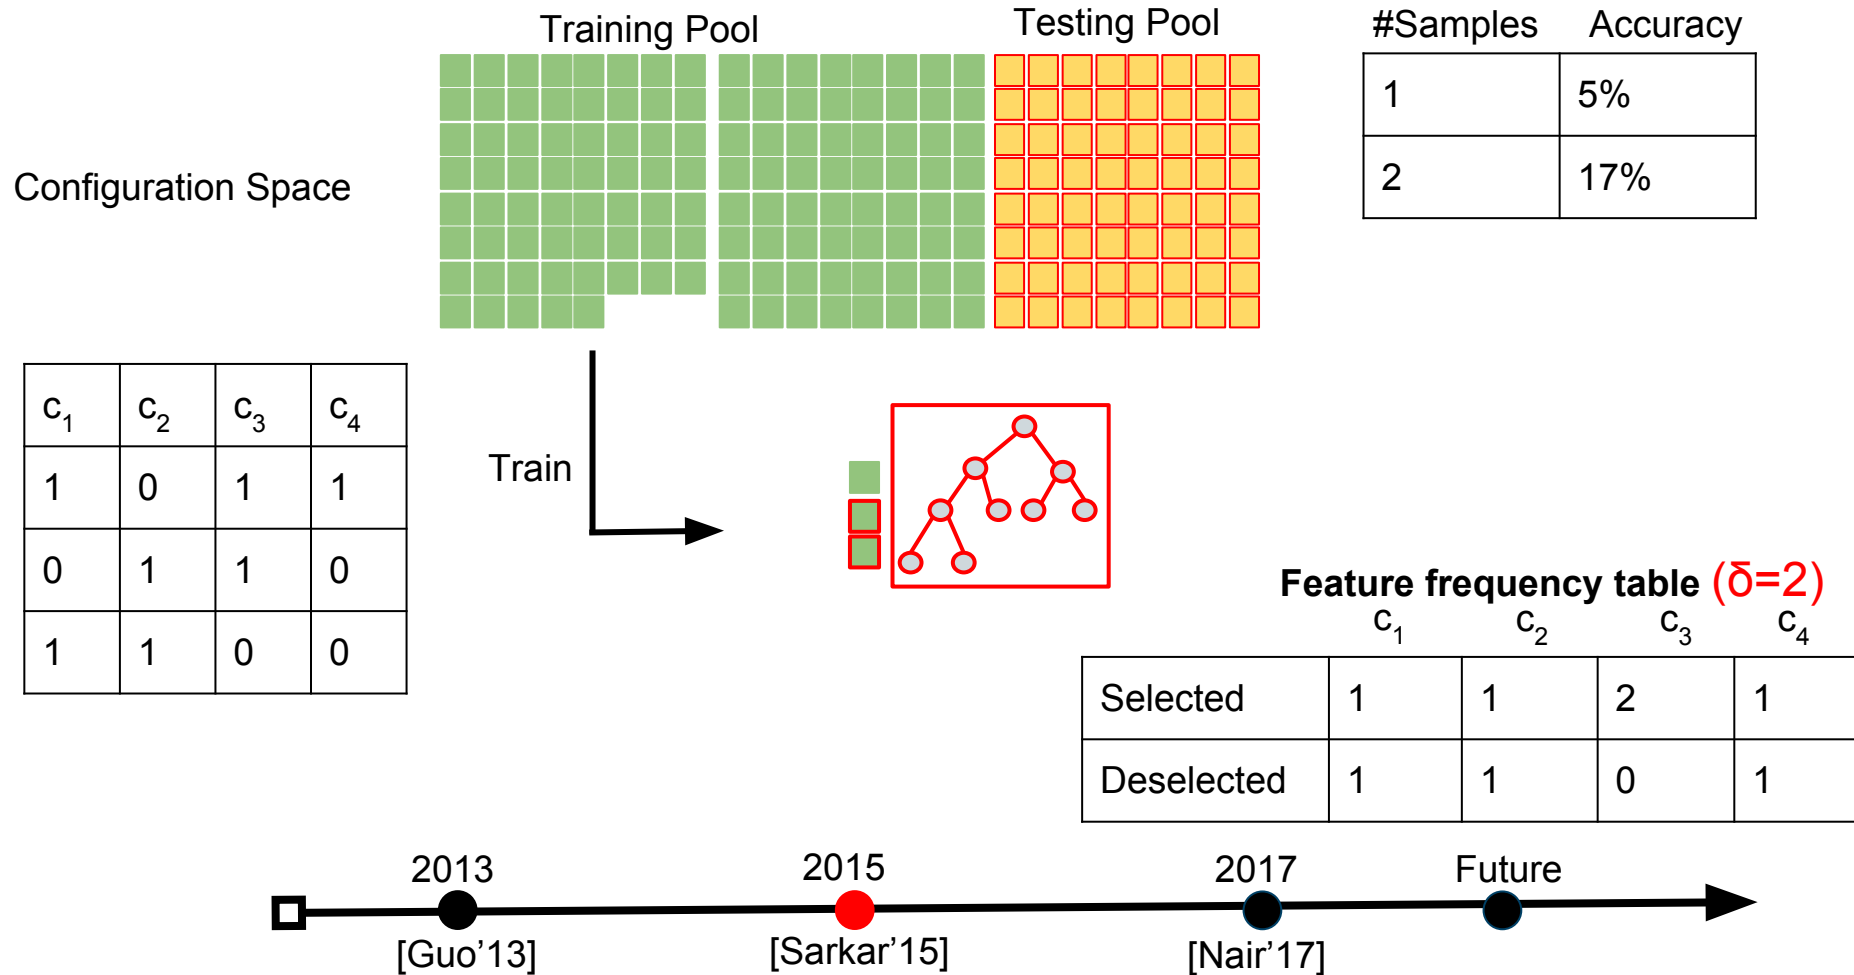 Training Pool
Testing Pool
#Samples Accuracy
1 5%
2 17%
Configuration Space
c1 c2 c3 c4
1 0 1 1
0 1 1 0
1 1 0 0
Train
Feature frequency table (δ=2)
c1 c2 c3 c4
Selected 1 1 2 1
Deselected 1 1 0 1
2013 2015 2017 Future
[Guo’13] [Sarkar’15] [Nair’17]